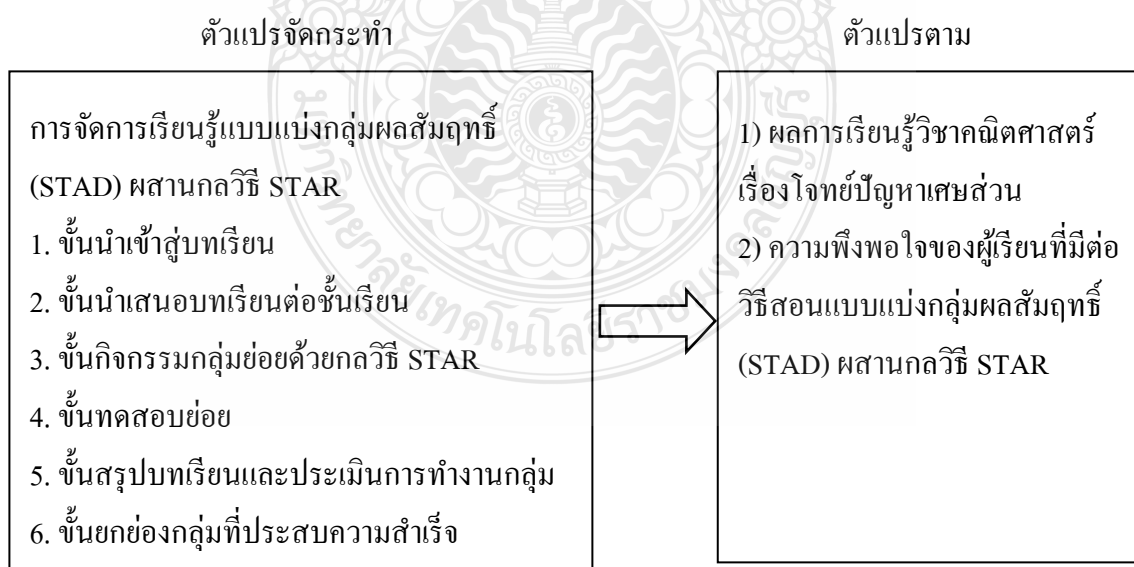 ตัวแปรจัดกระทำ
การจัดการเรียนรู้แบบแบ่งกลุ่มผลสัมฤทธิ์
(STAD) ผสานกลวิธี STAR
1. ขั้นนำเข้าสู่บทเรียน
2. ขั้นนำเสนอบทเรียนต่อชั้นเรียน
3. ขั้นกิจกรรมกลุ่มย่อยด้วยกลวิธี STAR
4. ขั้นทดสอบย่อย
5. ขั้นสรุปบทเรียนและประเมินการทำงานกลุ่ม
6. ขั้นยกย่องกลุ่มที่ประสบความสำเร็จ
ตัวแปรตาม
1) ผลการเรียนรู้วิชาคณิตศาสตร์
เรื่องโจทย์ปัญหาเศษส่วน
2) ความพึงพอใจของผู้เรียนที่มีต่อ
วิธีสอนแบบแบ่งกลุ่มผลสัมฤทธิ์
(STAD) ผสานกลวิธี STAR